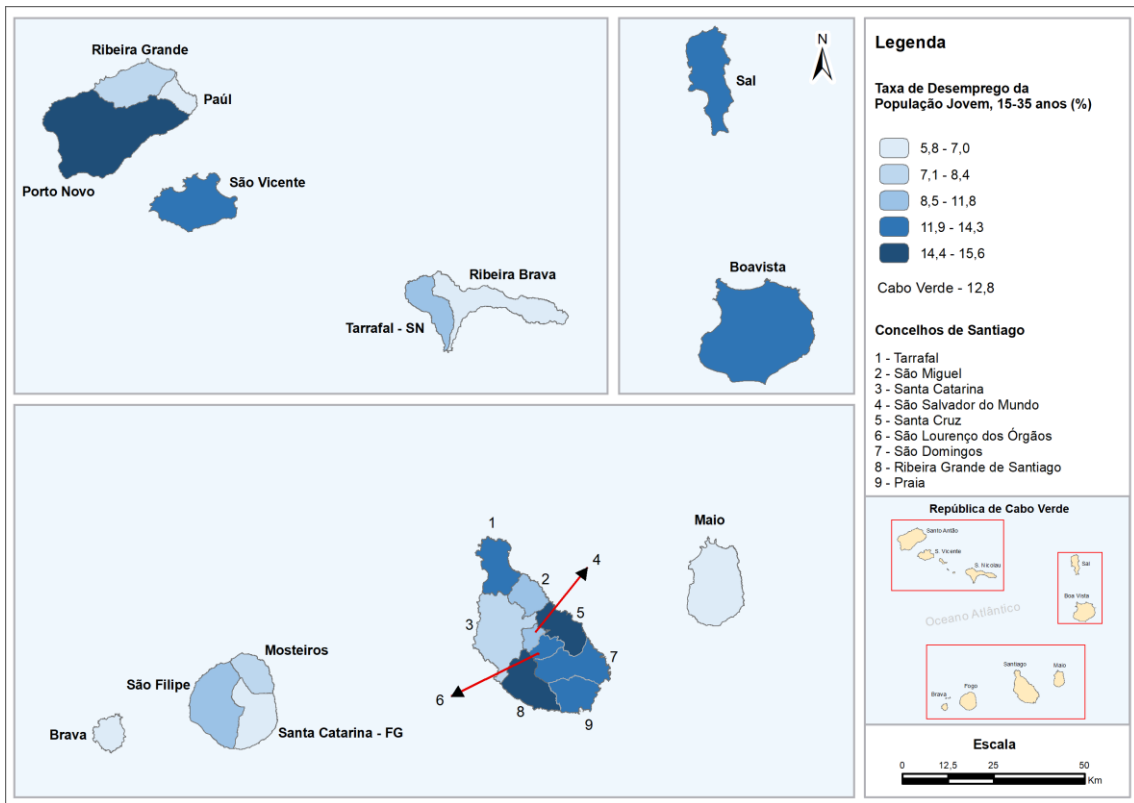 Ribeira Grande
Paúl
Porto Novo
São Vicente
Ribeira Brava
Tarrafal - SN
Sal
N
Boavista
1
2
3
4
5
6
7
8
9
Maio
Mosteiros
São Filipe
Santa Catarina - FG
Brava
Legenda
Taxa de Desemprego da
População Jovem, 15-35 anos (%)
5,8 - 7,0
7,1 - 8,4
8,5 - 11,8
11,9 - 14,3
14,4 - 15,6
Cabo Verde - 12,8
Concelhos de Santiago
1 - Tarrafal
2 - São Miguel
3 - Santa Catarina
4 - São Salvador do Mundo
5 - Santa Cruz
6 - São Lourenço dos Órgãos
7 - São Domingos
8 - Ribeira Grande de Santiago
9 - Praia
República de Cabo Verde
Santo Antão
S. Vicente
S. Nicolau
Sal
Boa Vista
Oceano Atlântico
Santiago
Maio
Fogo
Brava
Escala
0 12,5 25 50
Km